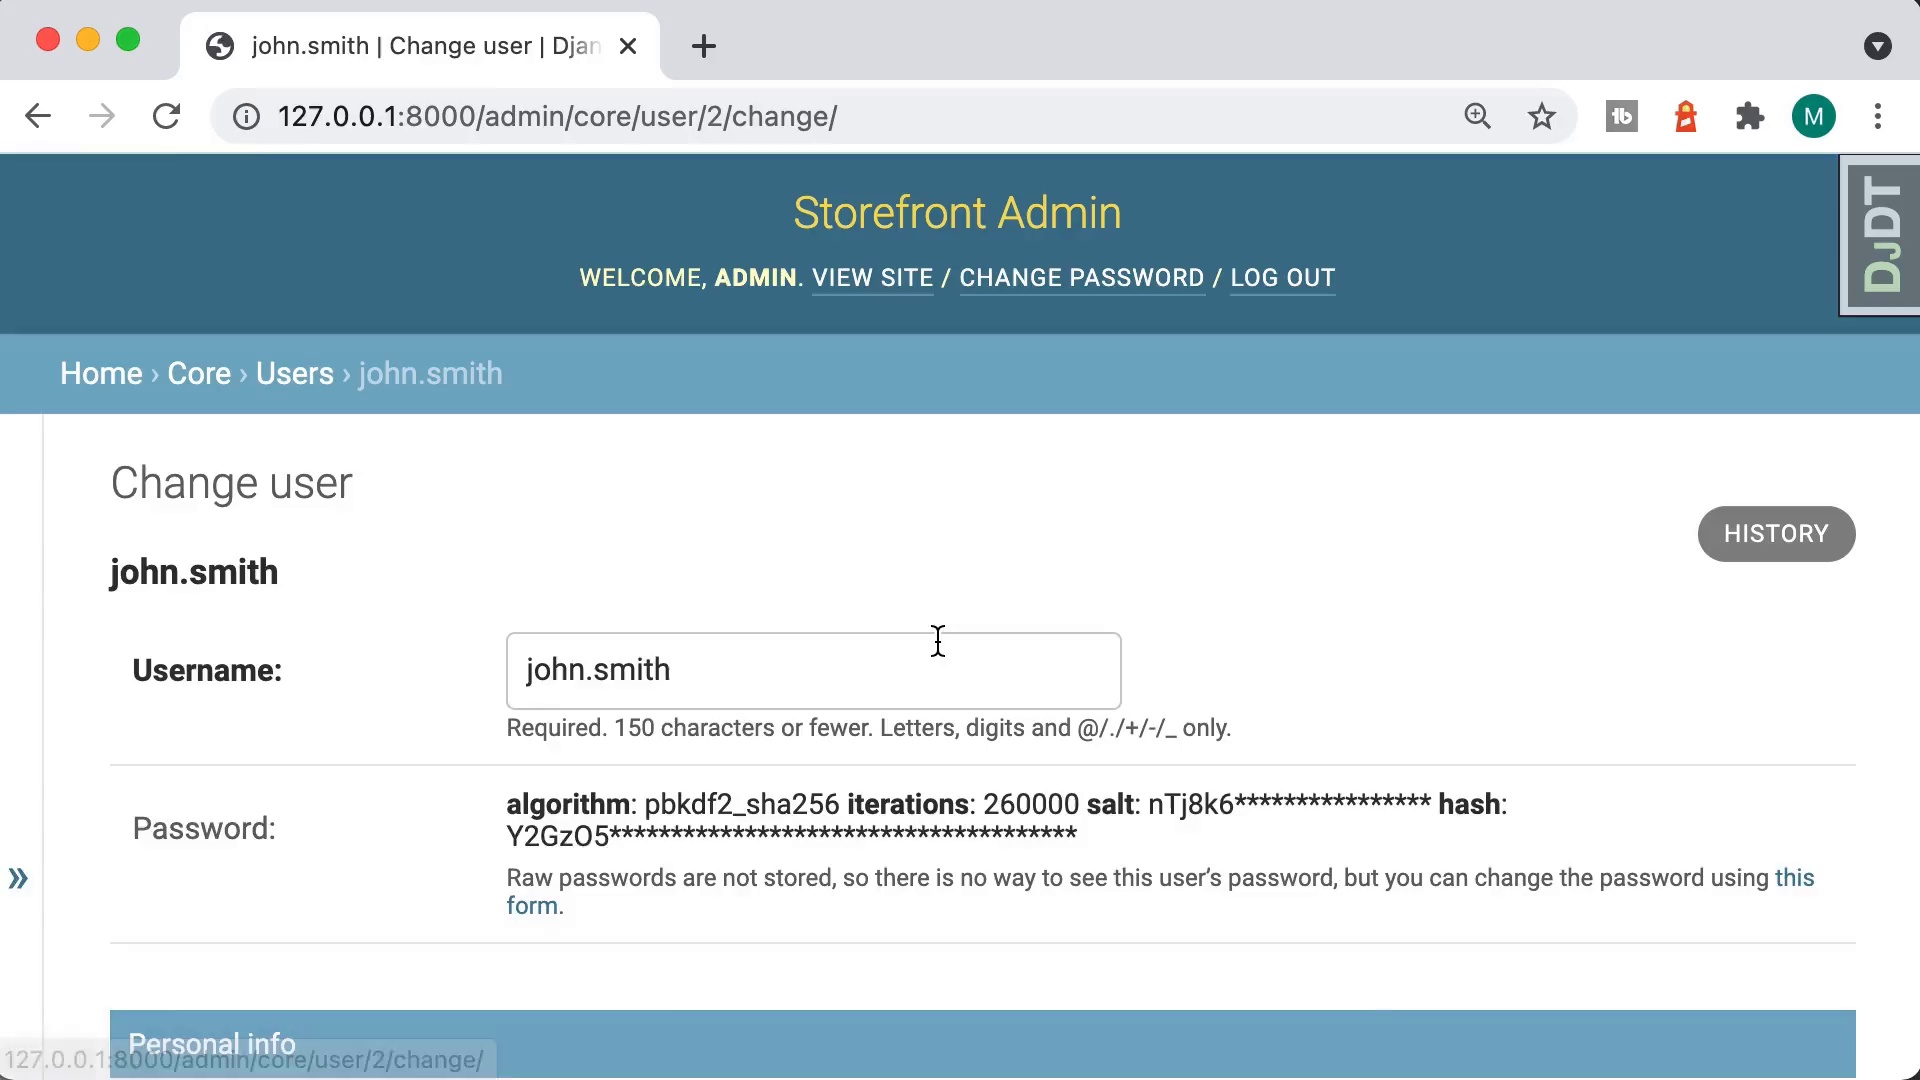 john.smith | Change user | Djan
127.0.0.1:8000/admin/core/user/2/change/
M
Storefront Admin
WELCOME, ADMIN. VIEW SITE / CHANGE PASSWORD / LOG OUT
DjDT
Home › Core › Users › john.smith
Change user
HISTORY
john.smith
Username:
john.smith
Required. 150 characters or fewer. Letters, digits and @/./+/-/_ only.
Password:
algorithm: pbkdf2_sha256 iterations: 260000 salt: nTj8k6**************** hash:
Y2GzO5**************************************
Raw passwords are not stored, so there is no way to see this user’s password, but you can change the password using this
form.
»
Personal info
127.0.0.1:8000/admin/core/user/2/change/